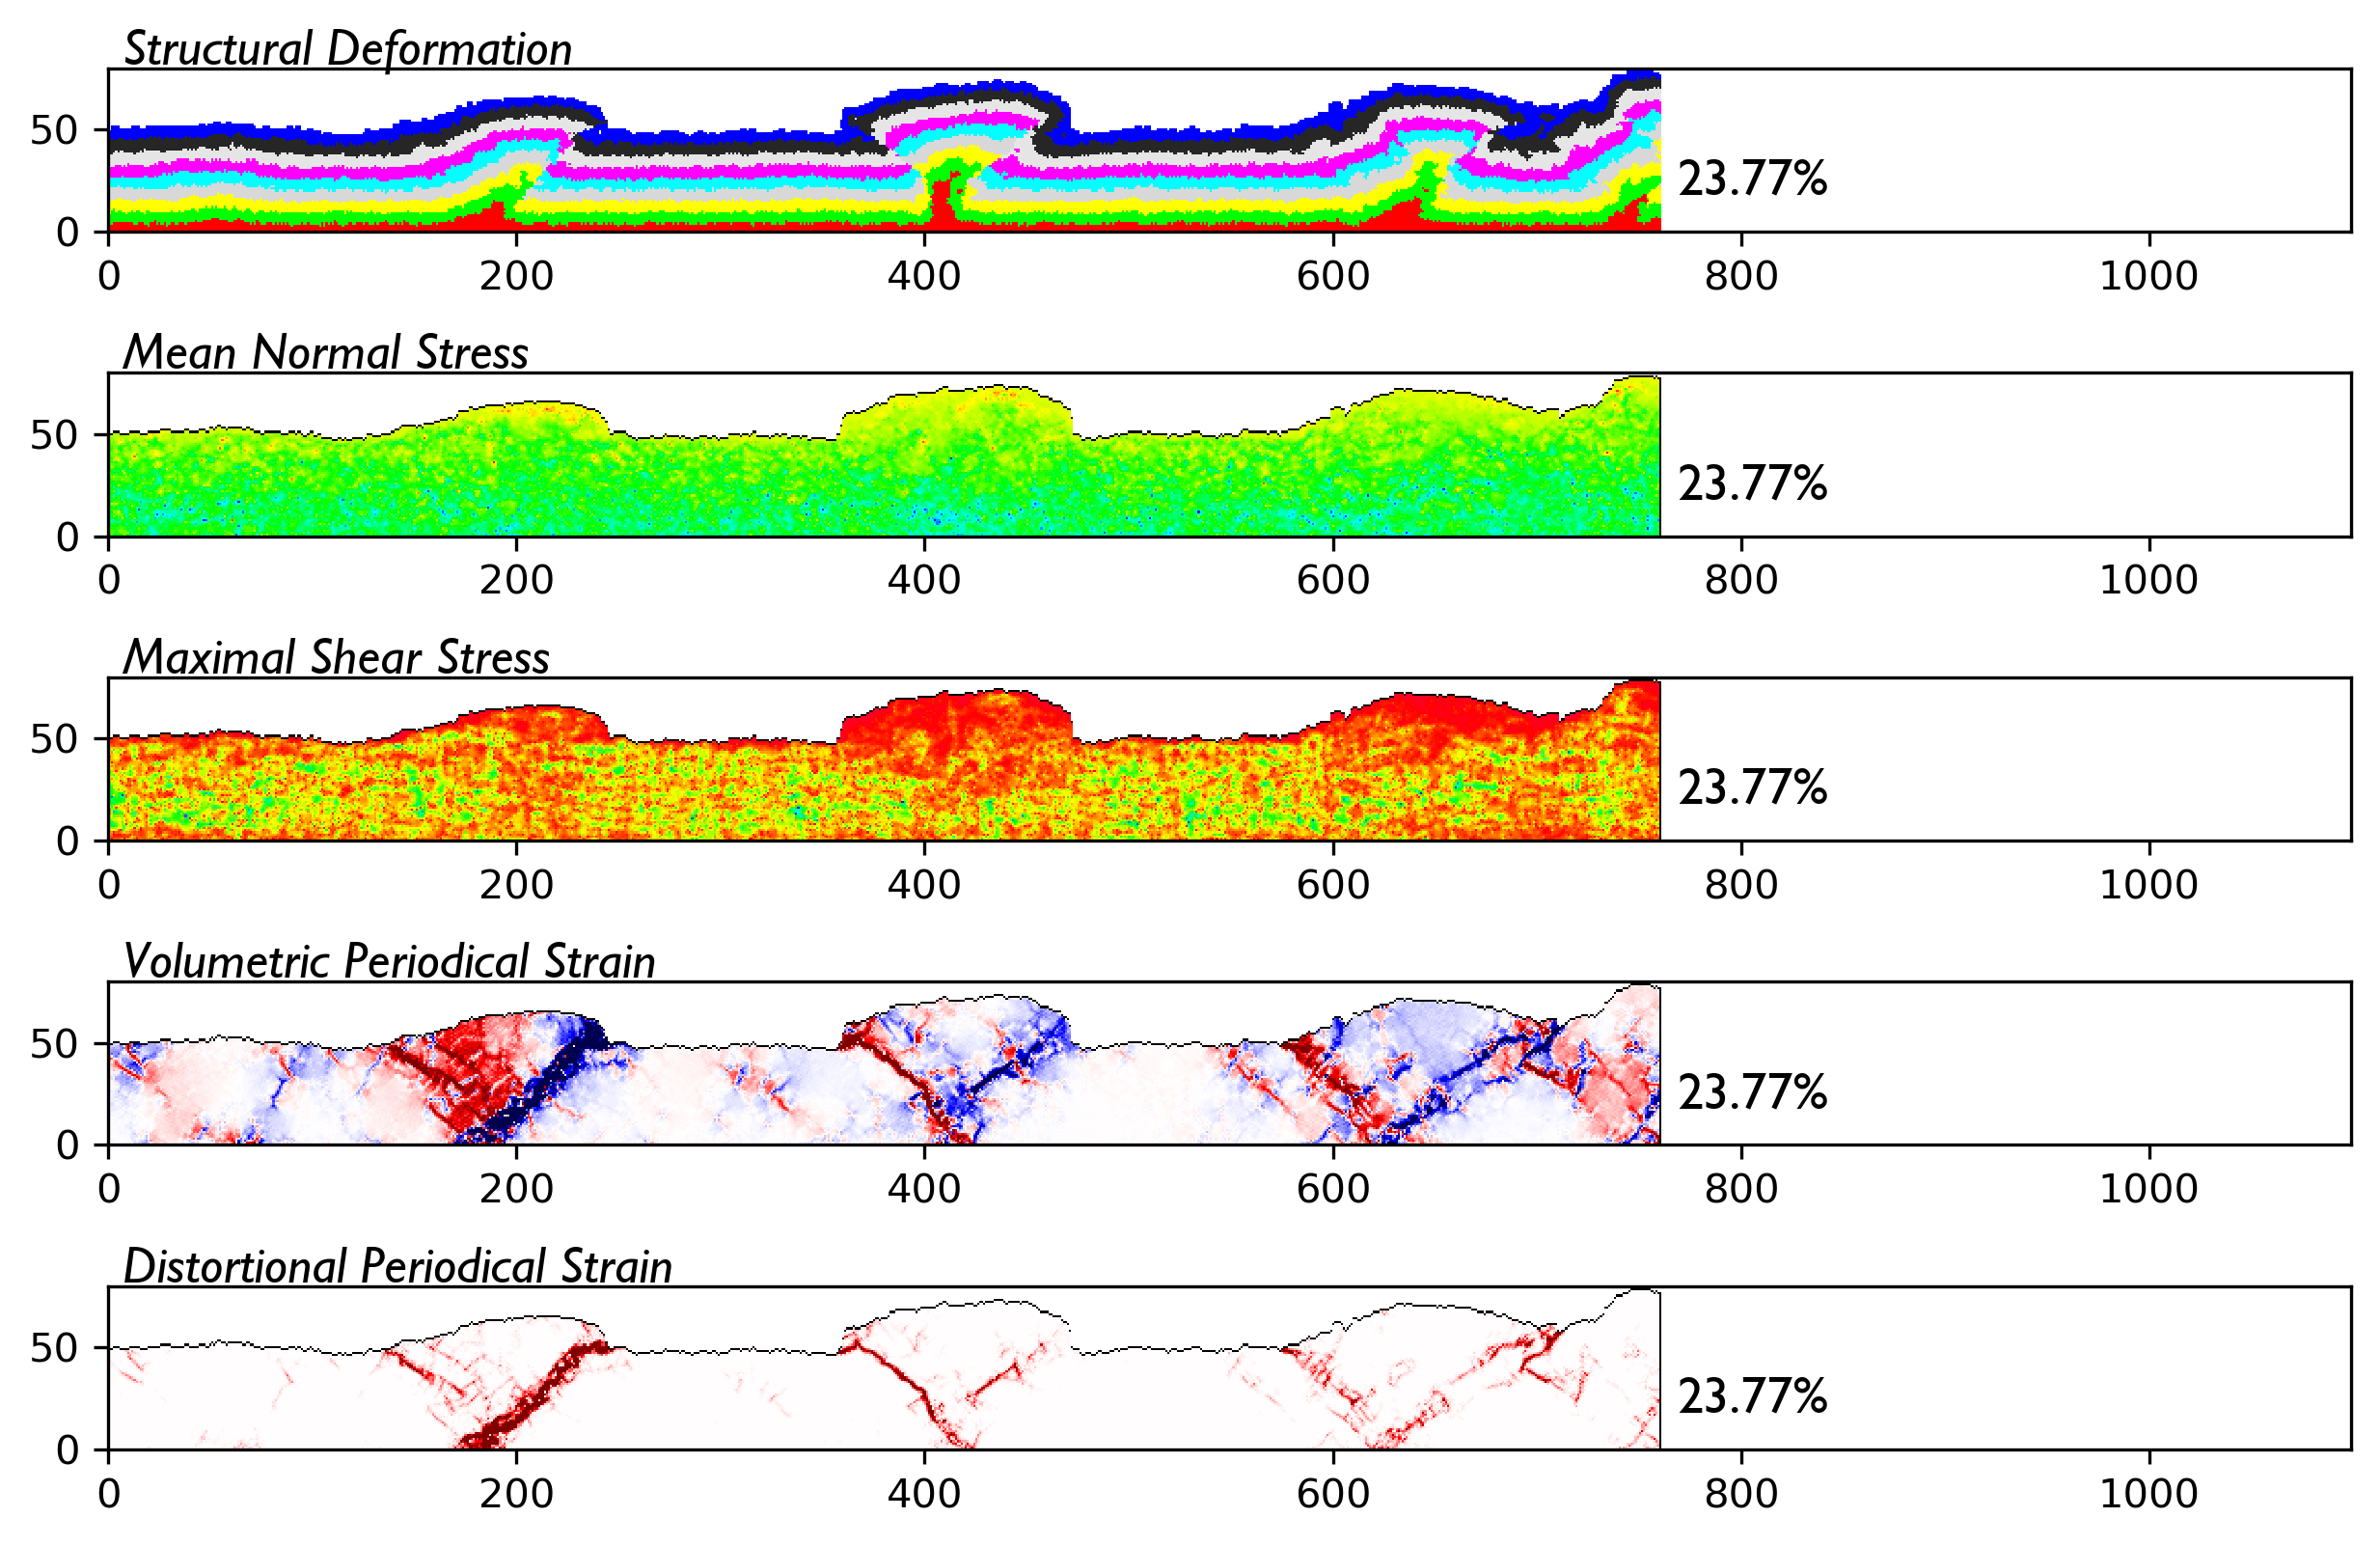 Structural Deformation
50
23.77%
0
0 200 400 600 800 1000
Mean Normal Stress
50
23.77%
0
0 200 400 600 800 1000
Maximal Shear Stress
50
23.77%
0
0 200 400 600 800 1000
Volumetric Periodical Strain
50
23.77%
0
0 200 400 600 800 1000
Distortional Periodical Strain
50
23.77%
0
0 200 400 600 800 1000